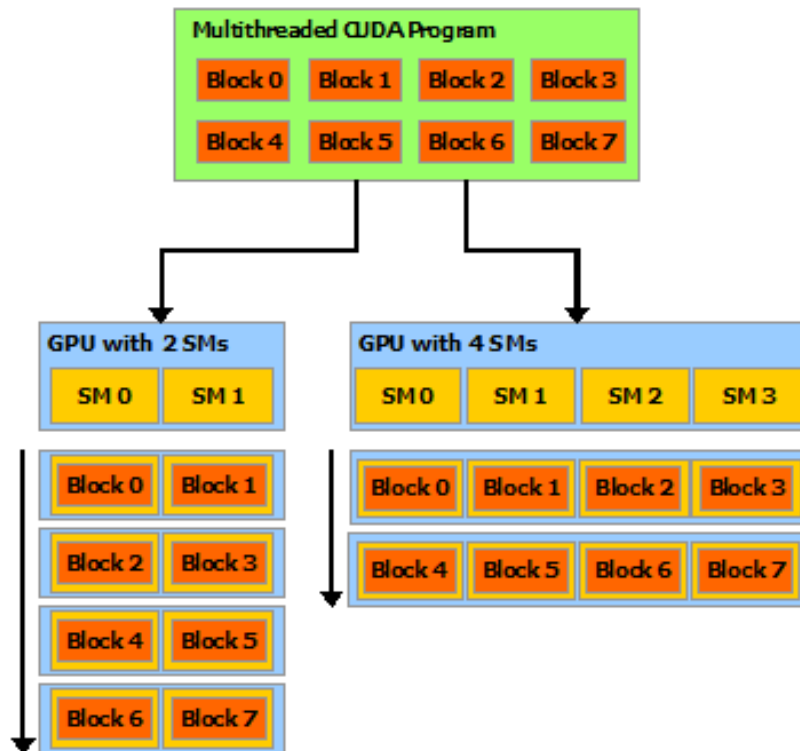 Multithreaded CUDA Program
Block 0 Block 1 Block 2 Block 3
Block 4 Block 5 Block 6 Block 7
GPU with 2 SMs
SM 0 SM 1
Block 0 Block 1
Block 2 Block 3
Block 4 Block 5
Block 6 Block 7
GPU with 4 SMs
SM 0 SM 1 SM 2 SM 3
Block 0 Block 1 Block 2 Block 3
Block 4 Block 5 Block 6 Block 7